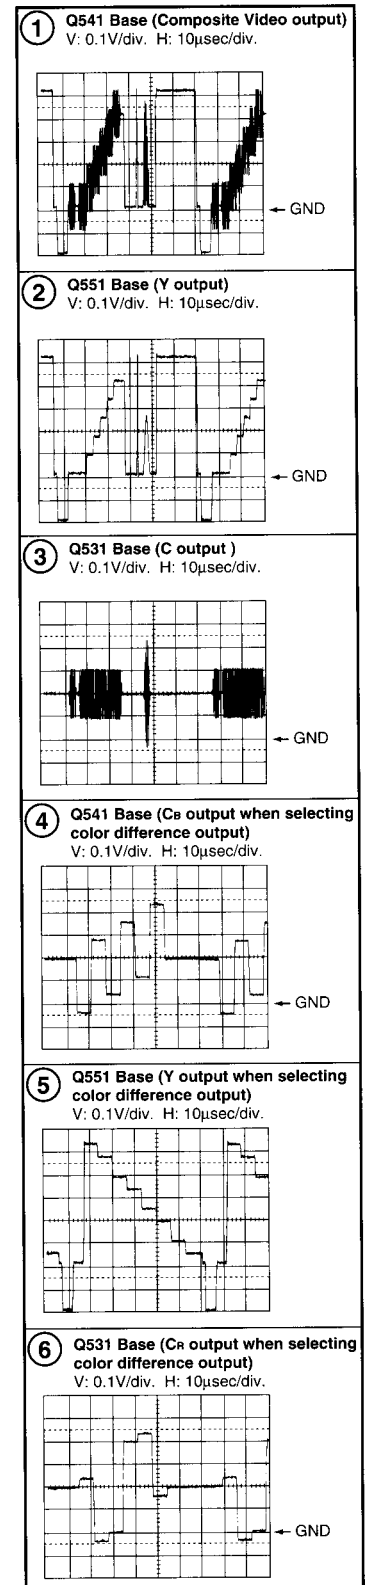 1 Q541 Base (Composite Video output)
V: 0.1V/div. H: 10µsec/div.
GND
2 Q551 Base (Y output)
V: 0.1V/div. H: 10µsec/div.
GND
3 Q531 Base (C output )
V: 0.1V/div. H: 10µsec/div.
GND
4 Q541 Base (CB output when selecting
color difference output)
V: 0.1V/div. H: 10µsec/div.
GND
5 Q551 Base (Y output when selecting
color difference output)
V: 0.1V/div. H: 10µsec/div.
6 Q531 Base (CR output when selecting
color difference output)
V: 0.1V/div. H: 10µsec/div.
GND